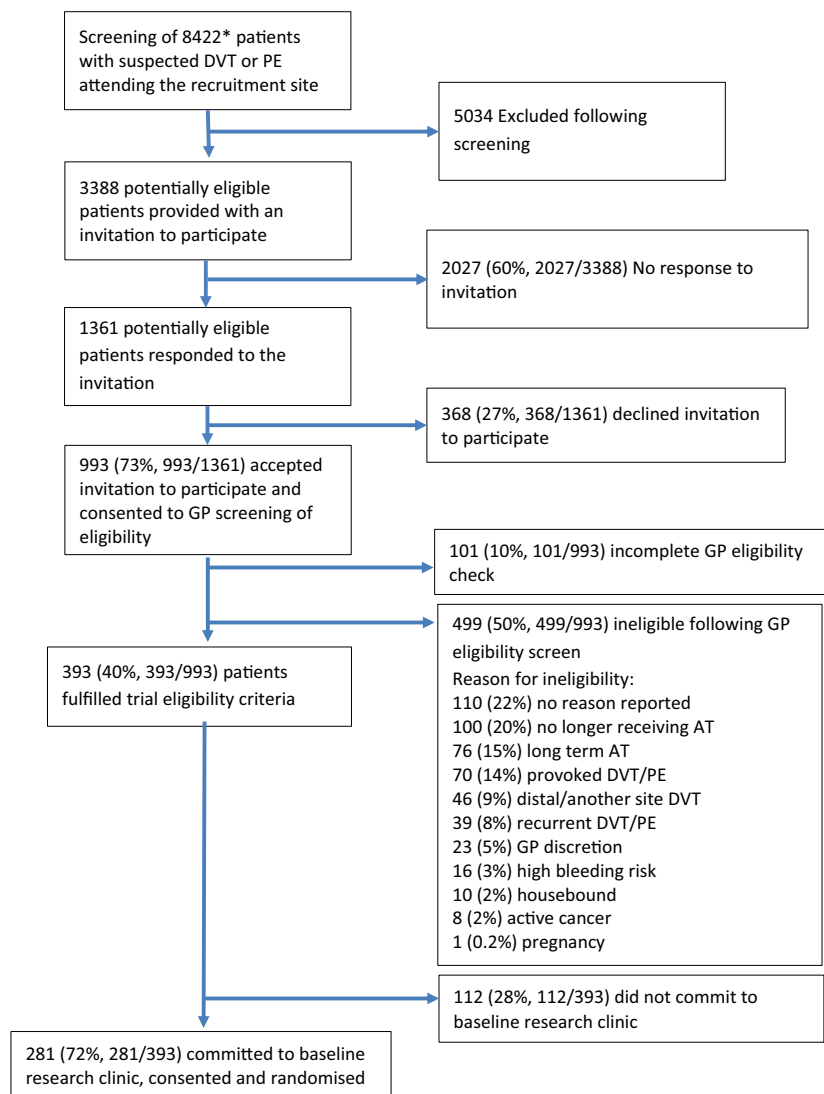 Screening of 8422* patients
with suspected DVT or PE
attending the recruitment site
5034 Excluded following
screening
3388 potentially eligible
patients provided with an
invitation to participate
2027 (60%, 2027/3388) No response to
invitation
1361 potentially eligible
patients responded to the
invitation
368 (27%, 368/1361) declined invitation
to participate
993 (73%, 993/1361) accepted
invitation to participate and
consented to GP screening of
eligibility
101 (10%, 101/993) incomplete GP eligibility
check
499 (50%, 499/993) ineligible following GP
eligibility screen
Reason for ineligibility:
110 (22%) no reason reported
100 (20%) no longer receiving AT
76 (15%) long term AT
70 (14%) provoked DVT/PE
46 (9%) distal/another site DVT
39 (8%) recurrent DVT/PE
23 (5%) GP discretion
16 (3%) high bleeding risk
10 (2%) housebound
8 (2%) active cancer
1 (0.2%) pregnancy
393 (40%, 393/993) patients
fulfilled trial eligibility criteria
112 (28%, 112/393) did not commit to
baseline research clinic
281 (72%, 281/393) committed to baseline
research clinic, consented and randomised